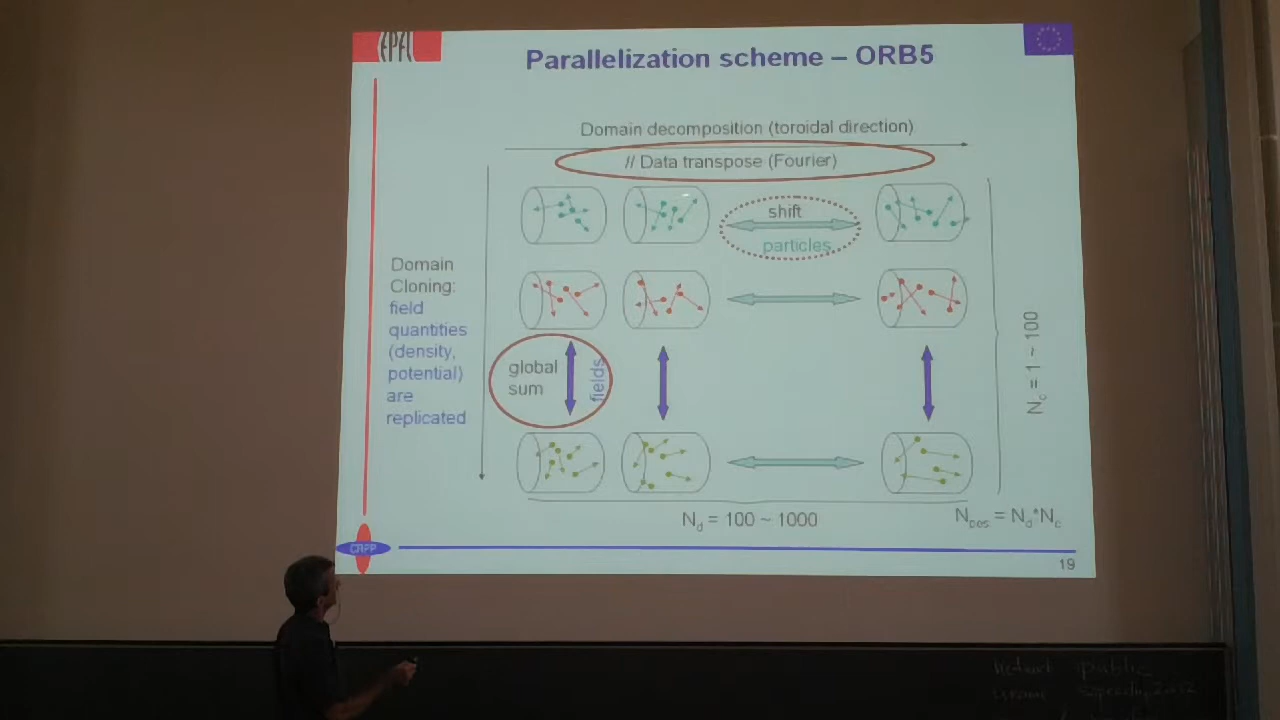 EPFL
Parallelization scheme – ORB5
Domain decomposition (toroidal direction)
// Data transpose (Fourier)
shift
particles
Domain
Cloning:
field
quantities
(density,
potential)
are
replicated
global
sum
fields
N_c = 1 ~ 100
N_d = 100 ~ 1000
N_pes = N_d*N_c
CRPP
19
public